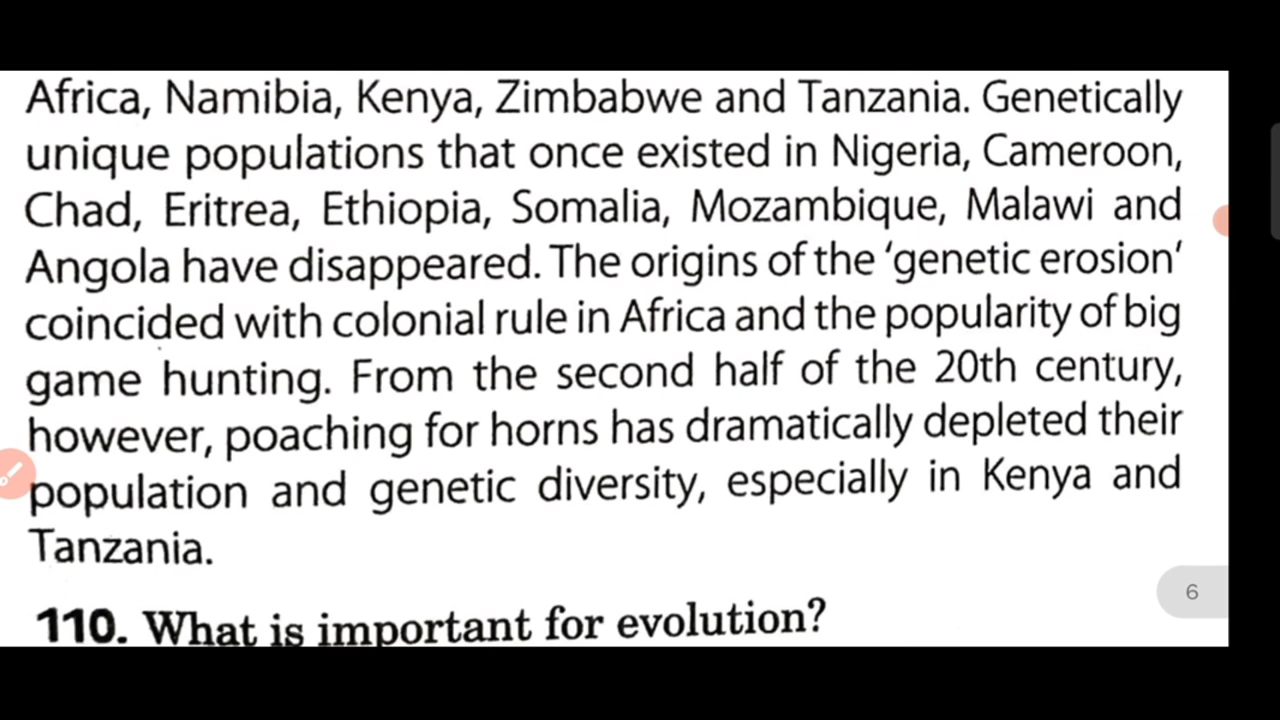 Africa, Namibia, Kenya, Zimbabwe and Tanzania. Genetically
unique populations that once existed in Nigeria, Cameroon,
Chad, Eritrea, Ethiopia, Somalia, Mozambique, Malawi and
Angola have disappeared. The origins of the ‘genetic erosion’
coincided with colonial rule in Africa and the popularity of big
game hunting. From the second half of the 20th century,
however, poaching for horns has dramatically depleted their
population and genetic diversity, especially in Kenya and
Tanzania.
6
110. What is important for evolution?